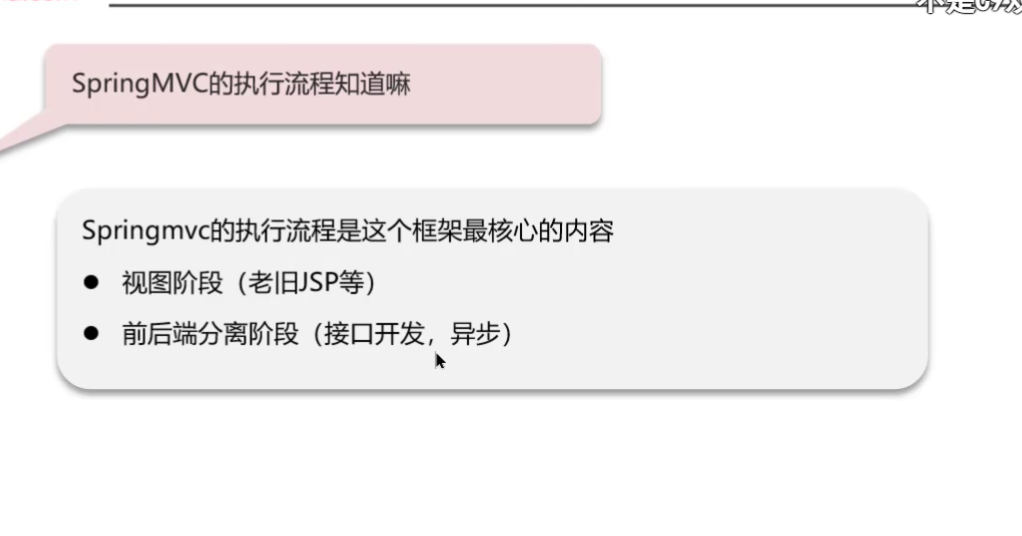 SpringMVC的执行流程知道嘛
Springmvc的执行流程是这个框架最核心的内容
● 视图阶段（老旧JSP等）
● 前后端分离阶段（接口开发，异步）